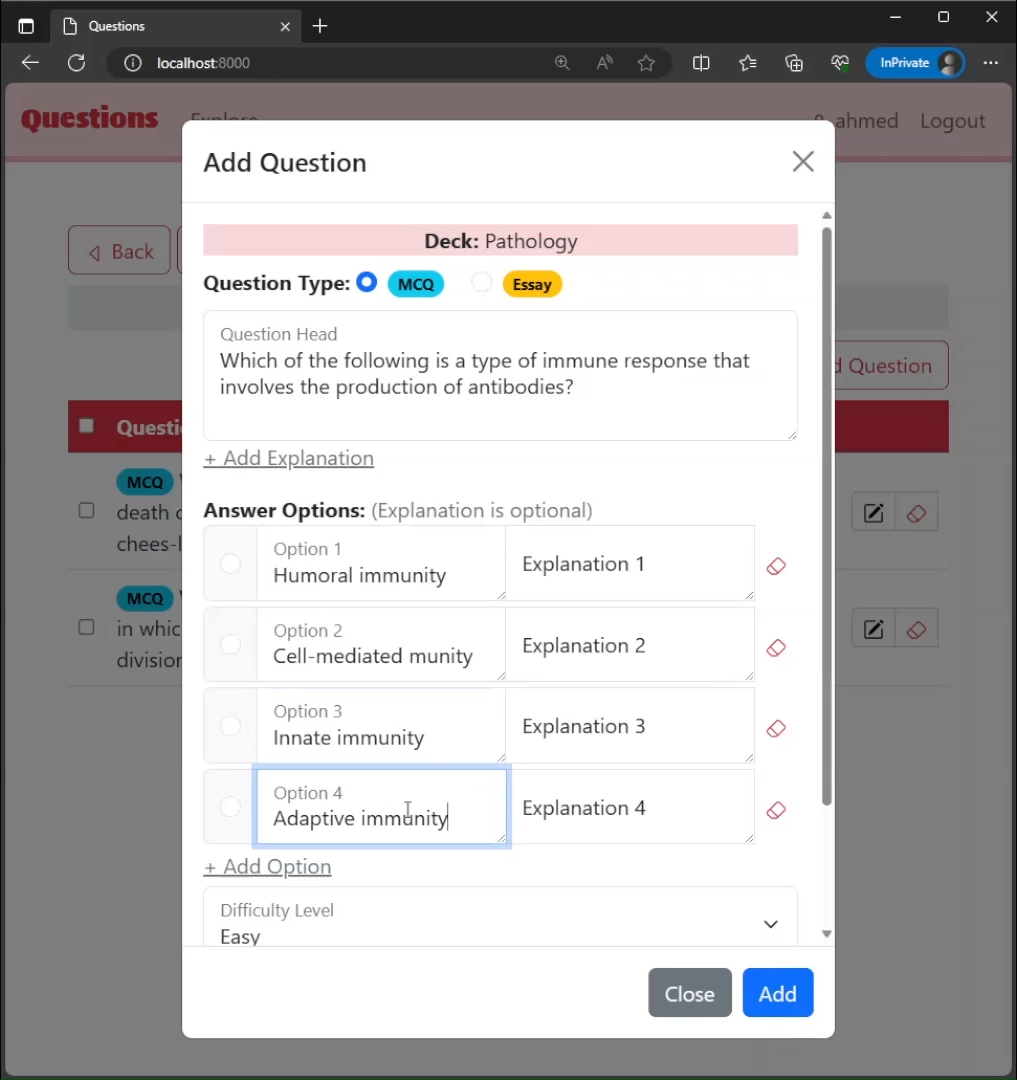 Questions
localhost:8000
InPrivate
Questions
ahmed
Logout
Add Question
Back
Deck: Pathology
Question Type: MCQ Essay
Question Head
Which of the following is a type of immune response that
involves the production of antibodies?
Question
+ Add Explanation
Questi
MCQ
death
chees-l
MCQ
in whic
division
Answer Options: (Explanation is optional)
Option 1
Humoral immunity
Explanation 1
Option 2
Cell-mediated munity
Explanation 2
Option 3
Innate immunity
Explanation 3
Option 4
Adaptive immunity
Explanation 4
+ Add Option
Difficulty Level
Easy
Close
Add